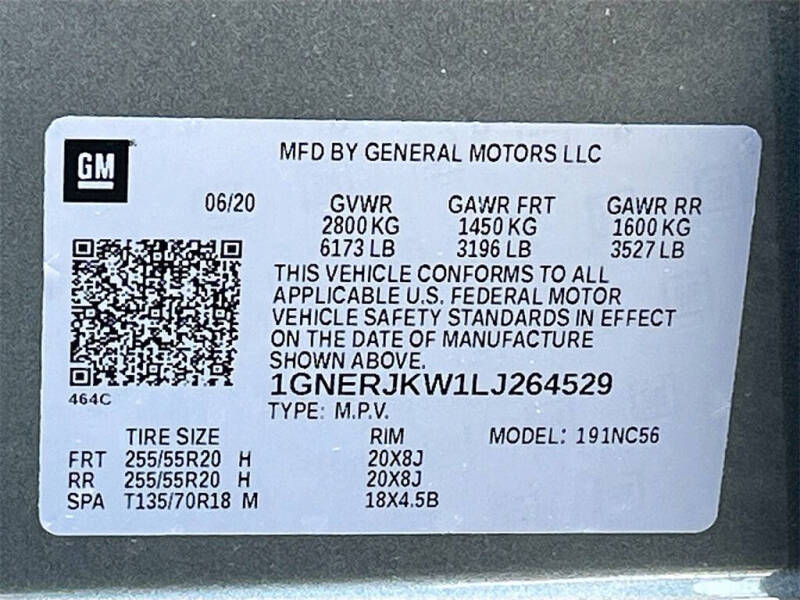 GM
MFD BY GENERAL MOTORS LLC
06/20 GVWR GAWR FRT GAWR RR
2800 KG 1450 KG 1600 KG
6173 LB 3196 LB 3527 LB
THIS VEHICLE CONFORMS TO ALL
APPLICABLE U.S. FEDERAL MOTOR
VEHICLE SAFETY STANDARDS IN EFFECT
ON THE DATE OF MANUFACTURE
SHOWN ABOVE.
1GNERJKW1LJ264529
464C
TYPE: M.P.V.
TIRE SIZE RIM MODEL: 191NC56
FRT 255/55R20 H 20X8J
RR 255/55R20 H 20X8J
SPA T135/70R18 M 18X4.5B